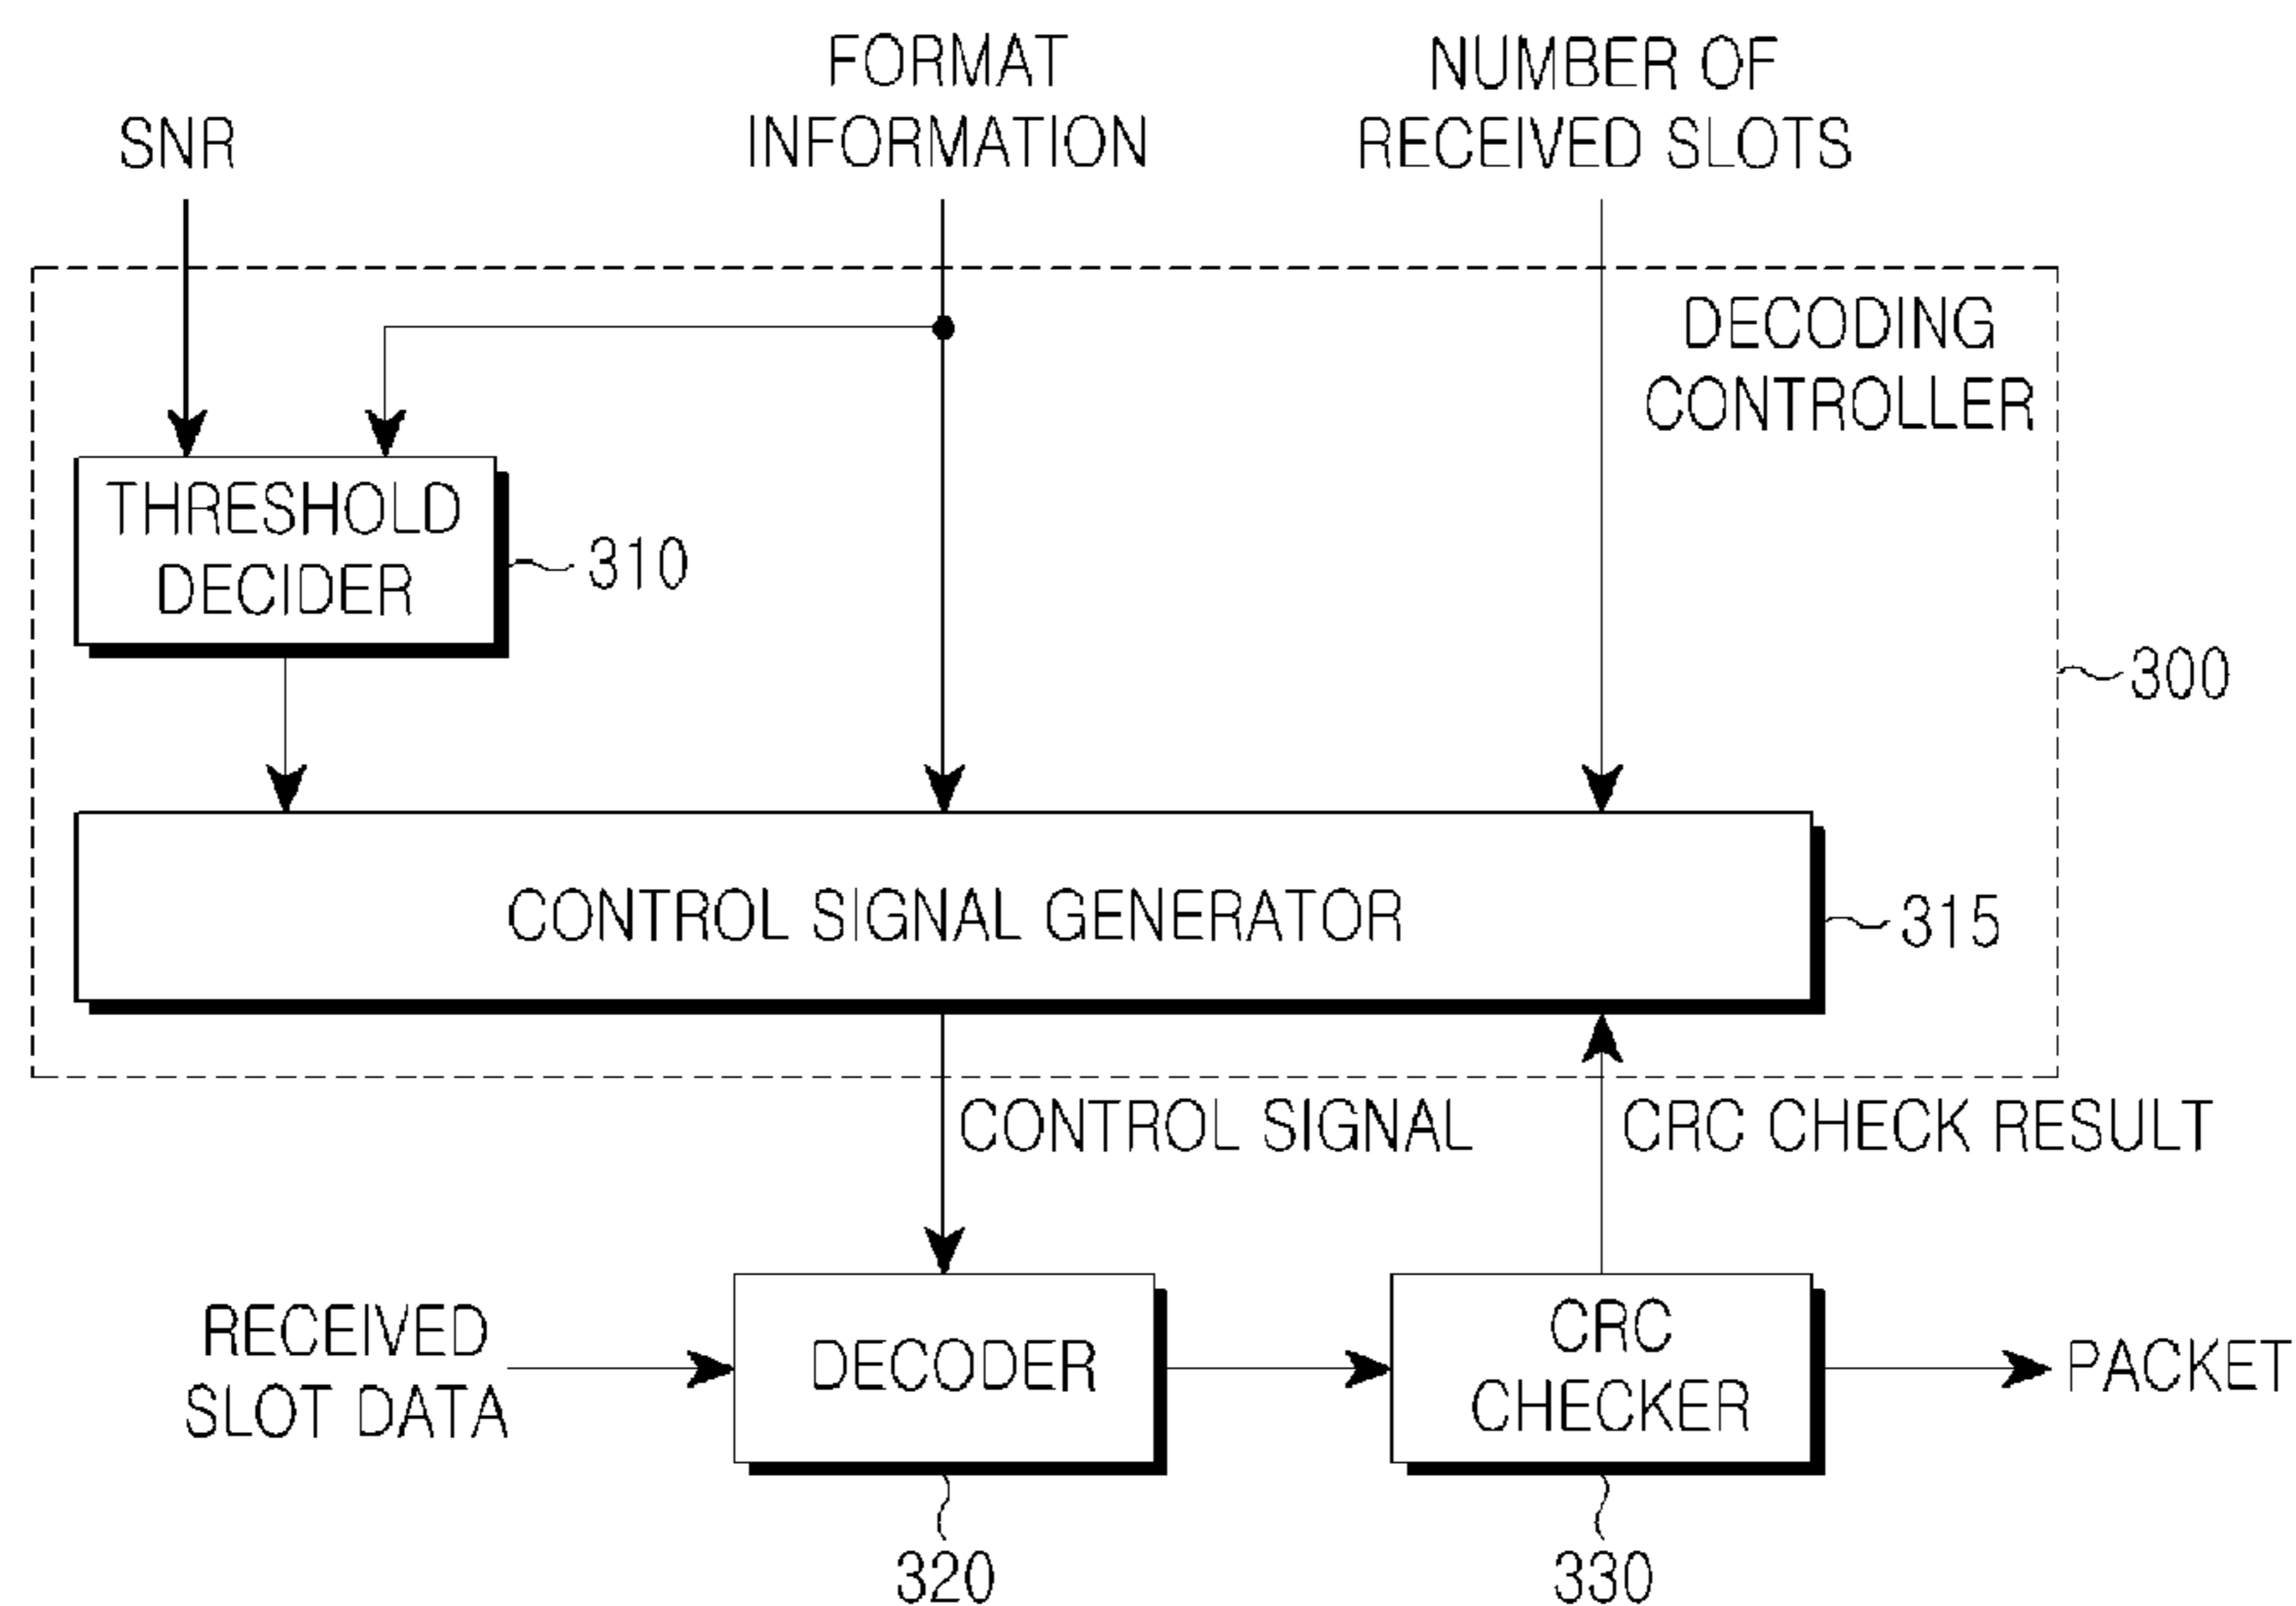 FORMAT
INFORMATION
NUMBER OF
RECEIVED SLOTS
SNR
DECODING
CONTROLLER
THRESHOLD
DECIDER
310
300
CONTROL SIGNAL GENERATOR
315
CONTROL SIGNAL
CRC CHECK RESULT
RECEIVED
SLOT DATA
DECODER
CRC
CHECKER
PACKET
320
330